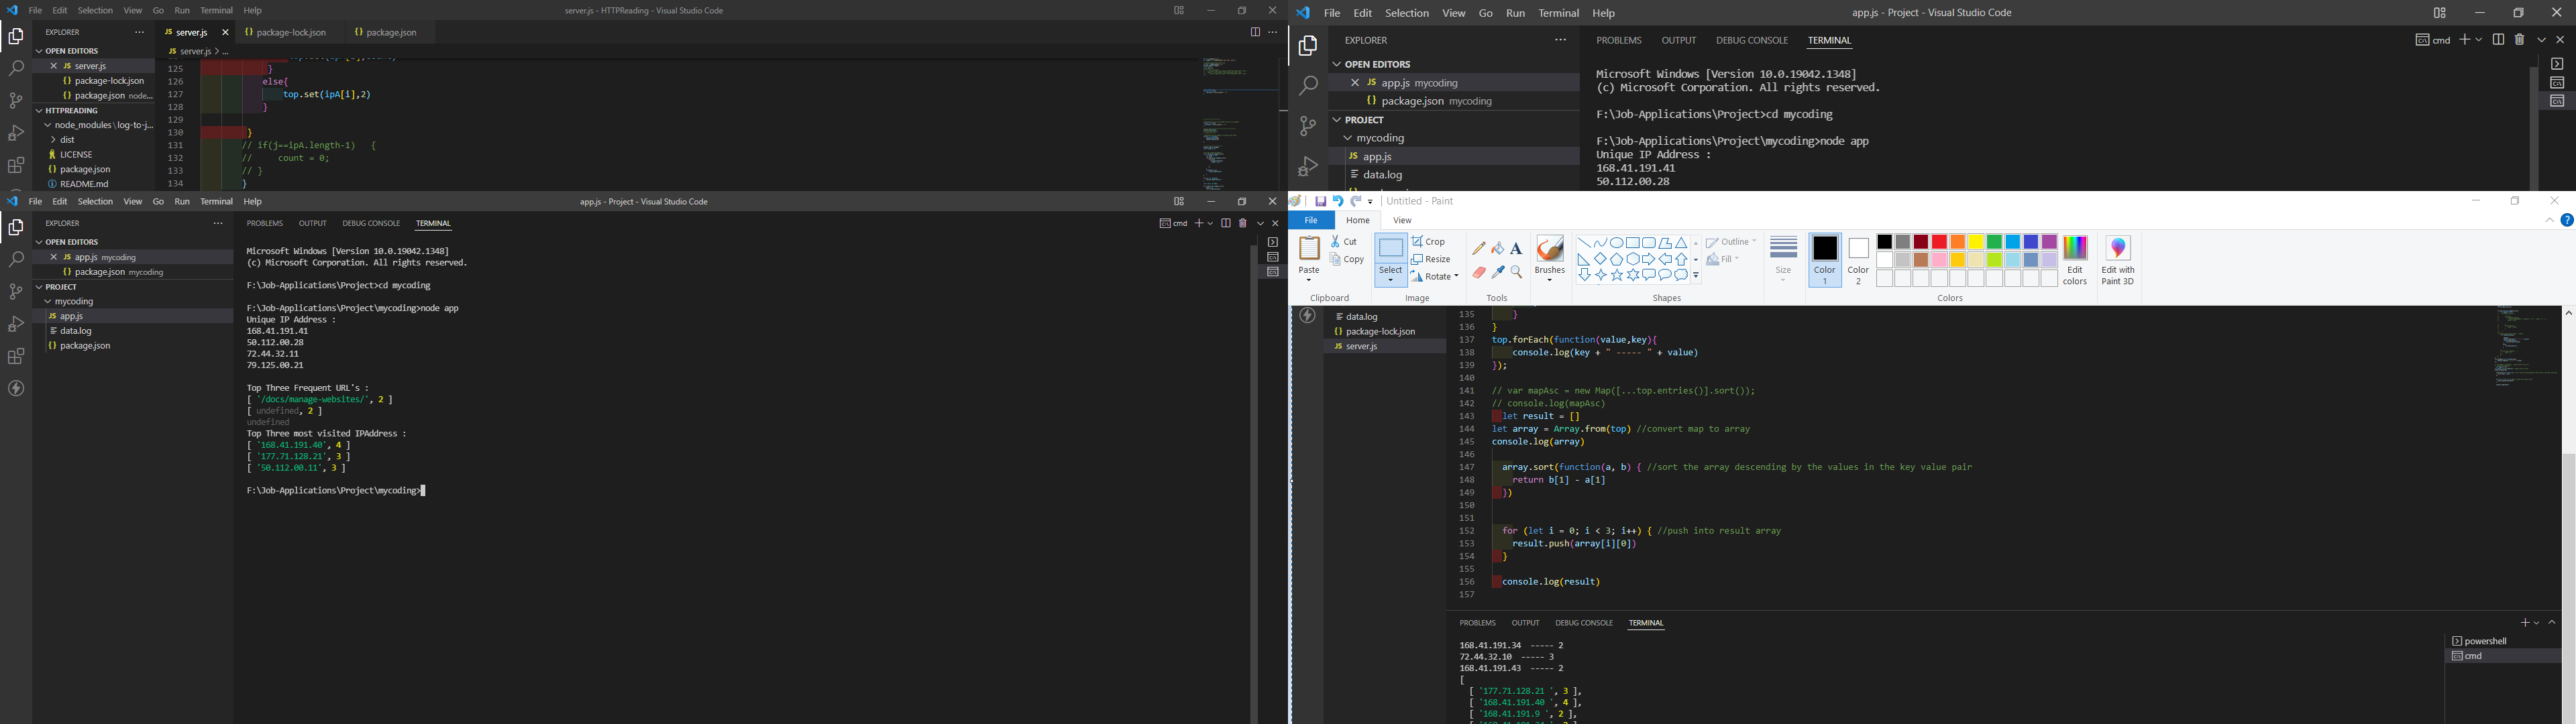 File Edit Selection View Go Run Terminal Help
server.js - HTTPReading - Visual Studio Code
EXPLORER
OPEN EDITORS
server.js
package-lock.json
package.json node...
HTTPREADING
node_modules\log-to-j...
dist
LICENSE
package.json
README.md
server.js
package-lock.json
package.json
server.js > ...
125 }
126 else{
127 top.set(ipA[i],2)
128 }
129
130 }
131 // if(j==ipA.length-1) {
132 // count = 0;
133 // }
134 }
File Edit Selection View Go Run Terminal Help
app.js - Project - Visual Studio Code
EXPLORER
OPEN EDITORS
app.js mycoding
package.json mycoding
PROJECT
mycoding
app.js
data.log
PROBLEMS OUTPUT DEBUG CONSOLE TERMINAL
cmd
Microsoft Windows [Version 10.0.19042.1348]
(c) Microsoft Corporation. All rights reserved.
F:\Job-Applications\Project>cd mycoding
F:\Job-Applications\Project\mycoding>node app
Unique IP Address :
168.41.191.41
50.112.00.28
File Edit Selection View Go Run Terminal Help
app.js - Project - Visual Studio Code
EXPLORER
OPEN EDITORS
app.js mycoding
package.json mycoding
PROJECT
mycoding
app.js
data.log
package.json
PROBLEMS OUTPUT DEBUG CONSOLE TERMINAL
cmd
Microsoft Windows [Version 10.0.19042.1348]
(c) Microsoft Corporation. All rights reserved.
F:\Job-Applications\Project>cd mycoding
F:\Job-Applications\Project\mycoding>node app
Unique IP Address :
168.41.191.41
50.112.00.28
72.44.32.11
79.125.00.21
Top Three Frequent URL's :
[ '/docs/manage-websites/', 2 ]
[ undefined, 2 ]
undefined
Top Three most visited IPAddress :
[ '168.41.191.40', 4 ]
[ '177.71.128.21', 3 ]
[ '50.112.00.11', 3 ]
F:\Job-Applications\Project\mycoding>
Untitled - Paint
File Home View
Paste
Cut
Copy
Clipboard
Select
Crop
Resize
Rotate
Image
Tools
Brushes
Outline
Fill
Shapes
Size
Color 1
Color 2
Edit colors
Edit with Paint 3D
Colors
data.log
package-lock.json
server.js
135 }
136 }
137 top.forEach(function(value,key){
138 console.log(key + " ----- " + value)
139 });
140
141 // var mapAsc = new Map([...top.entries()].sort());
142 // console.log(mapAsc)
143 let result = []
144 let array = Array.from(top) //convert map to array
145 console.log(array)
146
147 array.sort(function(a, b) { //sort the array descending by the values in the key value pair
148 return b[1] - a[1]
149 })
150
151
152 for (let i = 0; i < 3; i++) { //push into result array
153 result.push(array[i][0])
154 }
155
156 console.log(result)
157
PROBLEMS OUTPUT DEBUG CONSOLE TERMINAL
powershell
cmd
168.41.191.34 ----- 2
72.44.32.10 ----- 3
168.41.191.43 ----- 2
[
[ '177.71.128.21 ', 3 ],
[ '168.41.191.40 ', 4 ],
[ '168.41.191.9 ', 2 ],